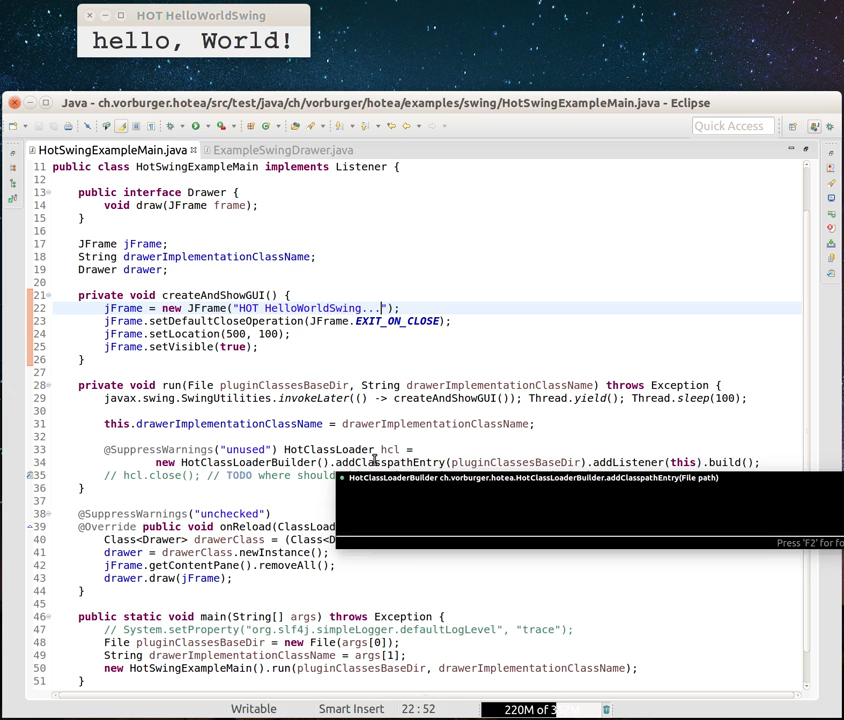 HOT HelloWorldSwing
hello, World!
Java - ch.vorburger.hotea/src/test/java/ch/vorburger/hotea/examples/swing/HotSwingExampleMain.java - Eclipse
Quick Access
HotSwingExampleMain.java
ExampleSwingDrawer.java
11 public class HotSwingExampleMain implements Listener {
12
13 public interface Drawer {
14 void draw(JFrame frame);
15 }
16
17 JFrame jFrame;
18 String drawerImplementationClassName;
19 Drawer drawer;
20
21 private void createAndShowGUI() {
22 jFrame = new JFrame("HOT HelloWorldSwing...");
23 jFrame.setDefaultCloseOperation(JFrame.EXIT_ON_CLOSE);
24 jFrame.setLocation(500, 100);
25 jFrame.setVisible(true);
26 }
27
28 private void run(File pluginClassesBaseDir, String drawerImplementationClassName) throws Exception {
29 javax.swing.SwingUtilities.invokeLater(() -> createAndShowGUI()); Thread.yield(); Thread.sleep(100);
30
31 this.drawerImplementationClassName = drawerImplementationClassName;
32
33 @SuppressWarnings("unused") HotClassLoader hcl =
34 new HotClassLoaderBuilder().addClasspathEntry(pluginClassesBaseDir).addListener(this).build();
35 // hcl.close(); // TODO where should
HotClassLoaderBuilder ch.vorburger.hotea.HotClassLoaderBuilder.addClasspathEntry(File path)
36 }
37
38 @SuppressWarnings("unchecked")
39 @Override public void onReload(ClassLoa
40 Class<Drawer> drawerClass = (Class<D
Press 'F2' for fo
41 drawer = drawerClass.newInstance();
42 jFrame.getContentPane().removeAll();
43 drawer.draw(jFrame);
44 }
45
46 public static void main(String[] args) throws Exception {
47 // System.setProperty("org.slf4j.simpleLogger.defaultLogLevel", "trace");
48 File pluginClassesBaseDir = new File(args[0]);
49 String drawerImplementationClassName = args[1];
50 new HotSwingExampleMain().run(pluginClassesBaseDir, drawerImplementationClassName);
51 }
Writable
Smart Insert
22 : 52
220M of